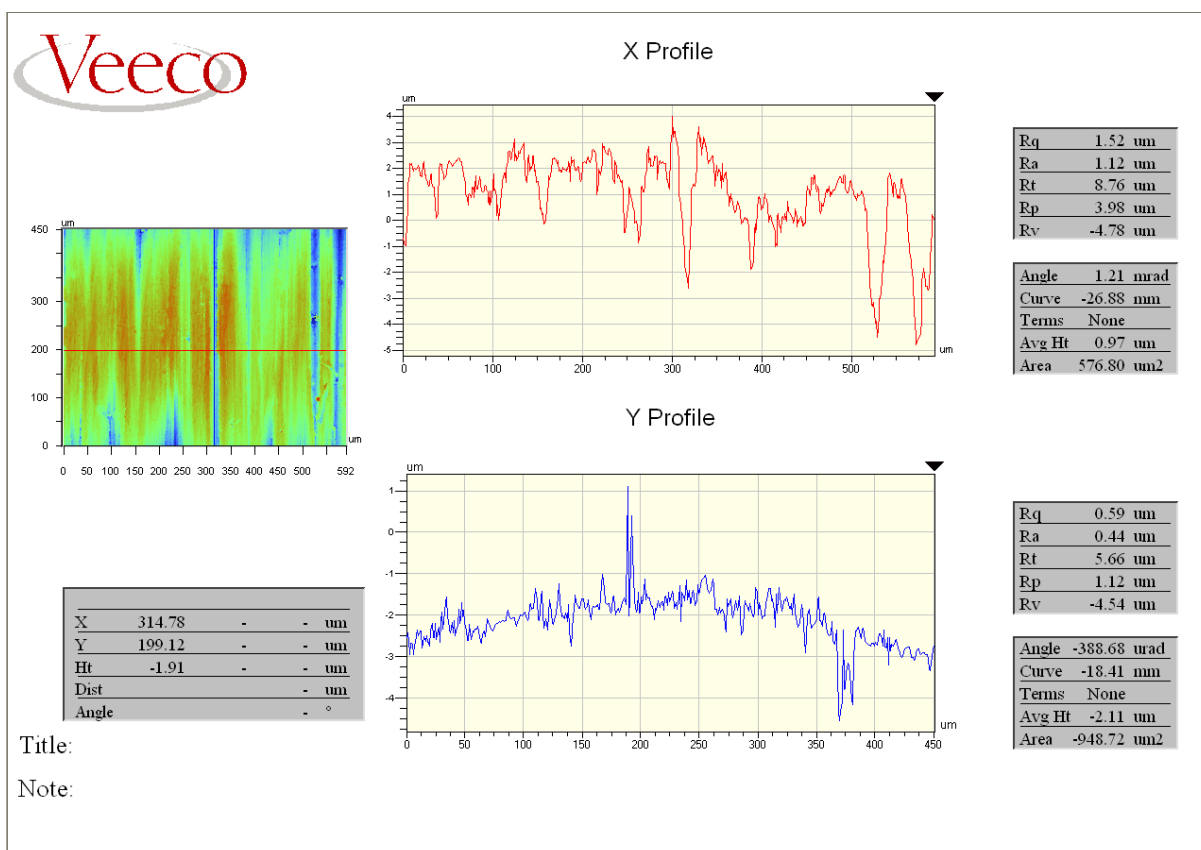 Veeco
X Profile
um
4
3
2
1
0
-1
-2
-3
-4
-5
0 100 200 300 400 500
um
Rq 1.52 um
Ra 1.12 um
Rt 8.76 um
Rp 3.98 um
Rv -4.78 um
Angle 1.21 mrad
Curve -26.88 mm
Terms None
Avg Ht 0.97 um
Area 576.80 um2
um
450
300
200
100
0
um
0 50 100 150 200 250 300 350 400 450 500 592
Y Profile
um
1
0
-1
-2
-3
-4
um
0 50 100 150 200 250 300 350 400 450
Rq 0.59 um
Ra 0.44 um
Rt 5.66 um
Rp 1.12 um
Rv -4.54 um
Angle -388.68 urad
Curve -18.41 mm
Terms None
Avg Ht -2.11 um
Area -948.72 um2
X 314.78 - - um
Y 199.12 - - um
Ht -1.91 - - um
Dist - um
Angle - °
Title:
Note: